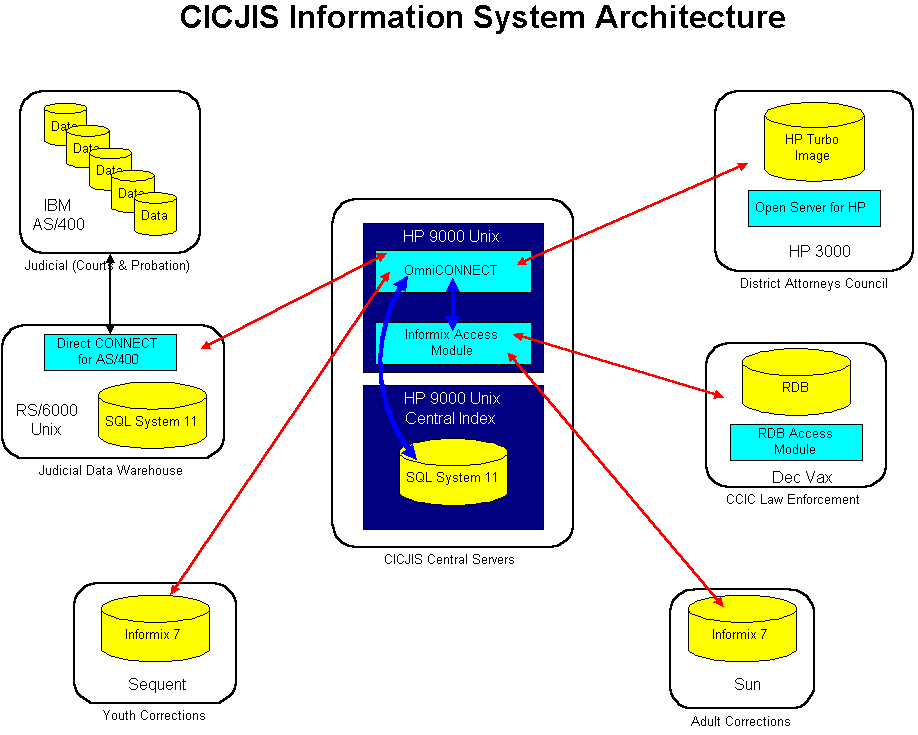 CICJIS Information System Architecture
Data
Data
Data
Data
Data
IBM
AS/400
Judicial (Courts & Probation)
Direct CONNECT
for AS/400
RS/6000
Unix
SQL System 11
Judicial Data Warehouse
HP 9000 Unix
OmniCONNECT
Informix Access
Module
HP 9000 Unix
Central Index
SQL System 11
CICJIS Central Servers
HP Turbo
Image
Open Server for HP
HP 3000
District Attorneys Council
RDB
RDB Access
Module
Dec Vax
CCIC Law Enforcement
Informix 7
Sequent
Youth Corrections
Informix 7
Sun
Adult Corrections